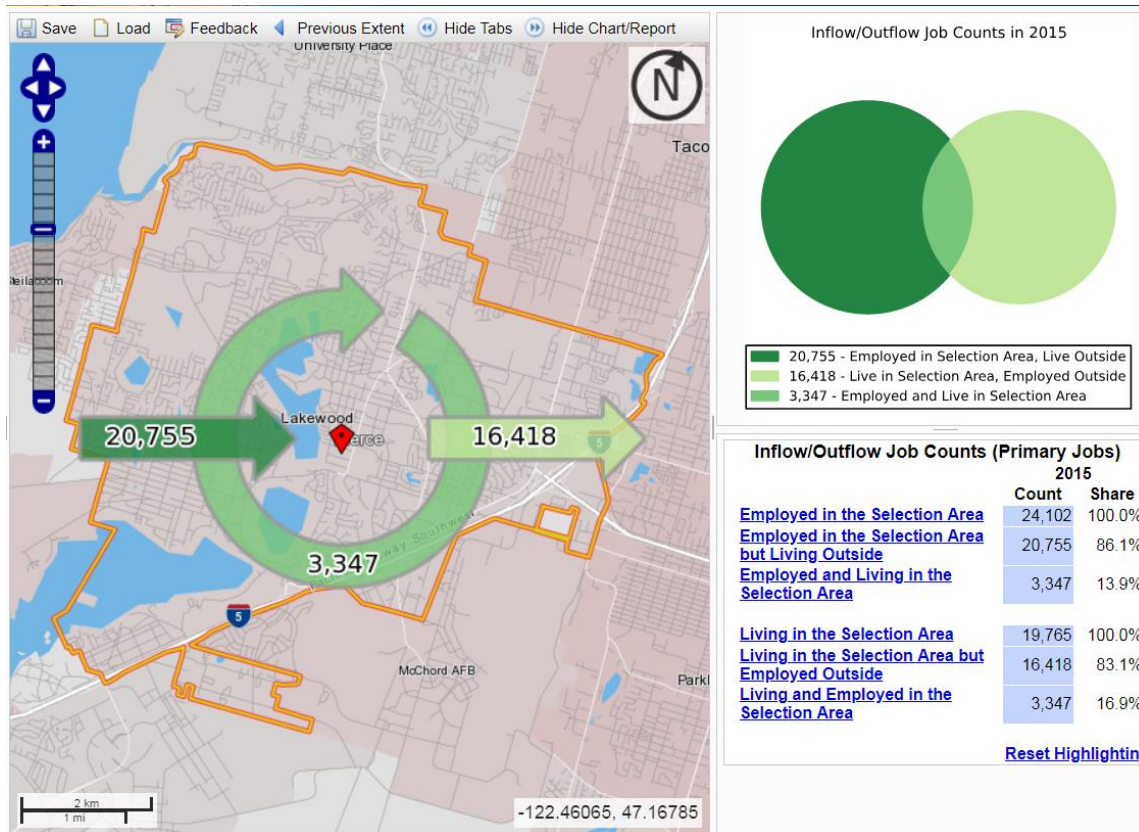 Save Load Feedback Previous Extent Hide Tabs Hide Chart/Report
University Place
N
Taco
+
Steilacoom
Lakewood
Pierce
20,755
16,418
5
3,347
5
McChord AFB
Parkl
2 km
1 mi
-122.46065, 47.16785
Inflow/Outflow Job Counts in 2015
20,755 - Employed in Selection Area, Live Outside
16,418 - Live in Selection Area, Employed Outside
3,347 - Employed and Live in Selection Area
Inflow/Outflow Job Counts (Primary Jobs)
2015
Count Share
Employed in the Selection Area 24,102 100.0%
Employed in the Selection Area
but Living Outside 20,755 86.1%
Employed and Living in the
Selection Area 3,347 13.9%
Living in the Selection Area 19,765 100.0%
Living in the Selection Area but
Employed Outside 16,418 83.1%
Living and Employed in the
Selection Area 3,347 16.9%
Reset Highlightin